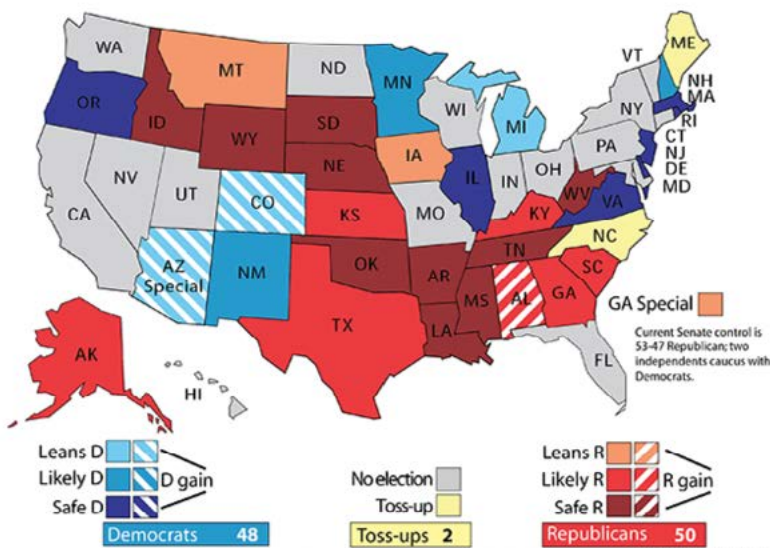 WA
MT
ND
MN
VT
ME
OR
ID
WY
SD
WI
MI
NY
NH
MA
RI
CT
NJ
DE
MD
NV
UT
CO
NE
IA
IL
IN
OH
PA
CA
KS
MO
KY
WV
VA
AZ
Special
NM
OK
AR
TN
NC
TX
LA
MS
AL
GA
SC
FL
AK
HI
GA Special
Current Senate control is
53-47 Republican; two
independents caucus with
Democrats.
Leans D
Likely D
D gain
Safe D
Democrats 48
No election
Toss-up
Toss-ups 2
Leans R
Likely R
R gain
Safe R
Republicans 50